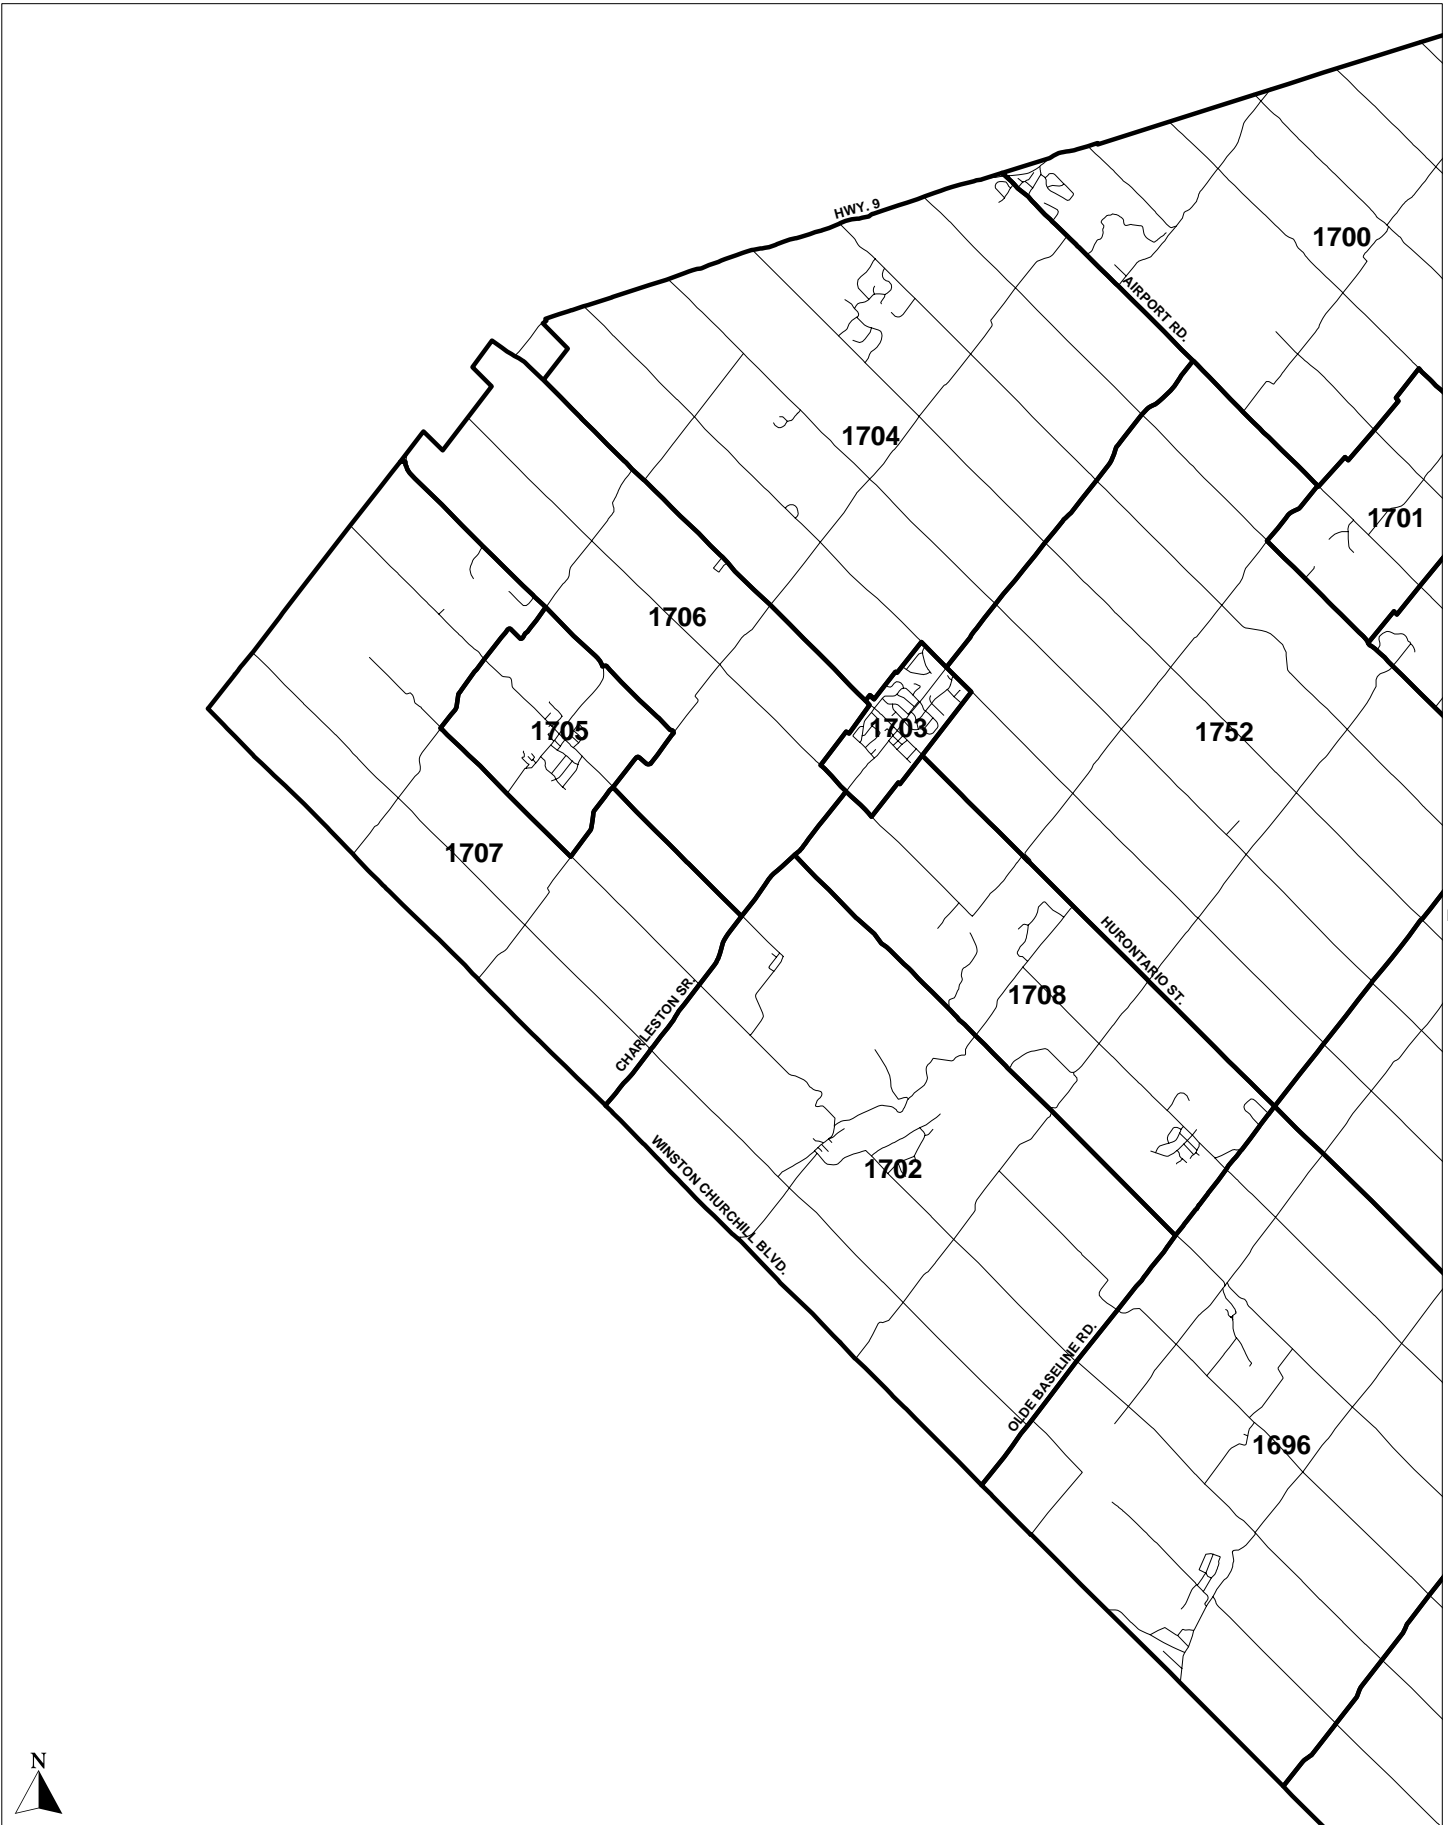 HWY. 9
1700
AIRPORT RD.
1704
1701
1706
1705
1703
1752
1707
HURONTARIO ST.
1708
CHARLESTON SR.
WINSTON CHURCHILL BLVD.
1702
OLDE BASELINE RD.
1696
N